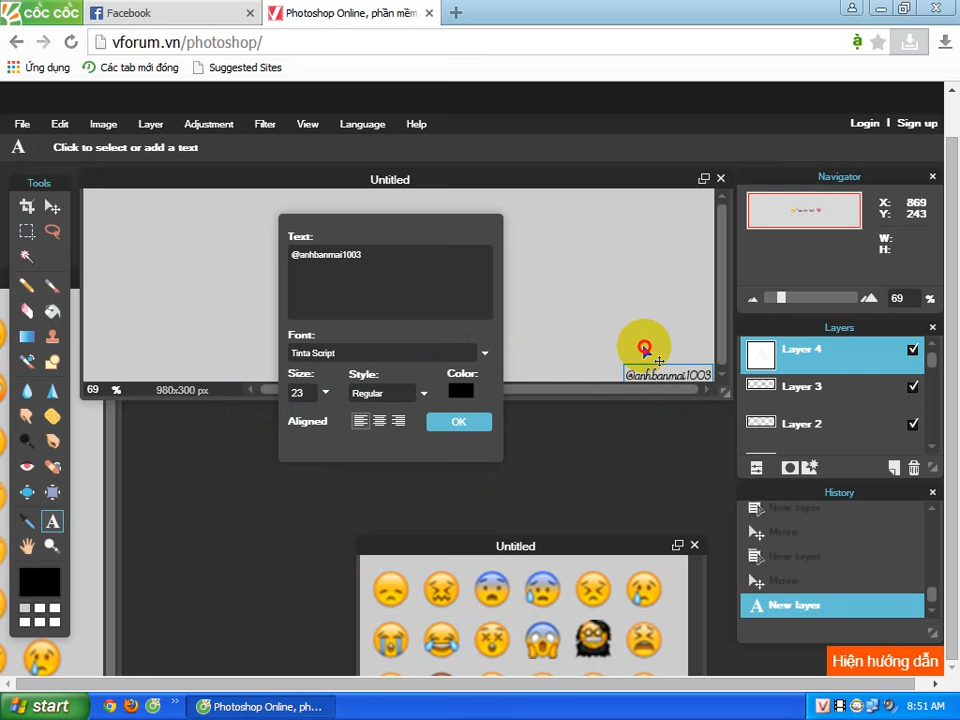 cốc cốc
Facebook
Photoshop Online, phần mềm
vforum.vn/photoshop/
Ứng dụng
Các tab mới đóng
Suggested Sites
File Edit Image Layer Adjustment Filter View Language Help
Login | Sign up
A Click to select or add a text
Tools
Untitled
Navigator
X: 869
Y: 243
W:
H:
69 %
Text:
@anhbanmai1003
Font:
Tinta Script
Size: Style: Color:
23 Regular
Aligned OK
@anhbanmai1003
69 % 980x300 px
Layers
Layer 4
Layer 3
Layer 2
History
New layer
Move
New layer
Move
A New layer
A
Untitled
Hiện hướng dẫn
start
Photoshop Online, ph...
8:51 AM